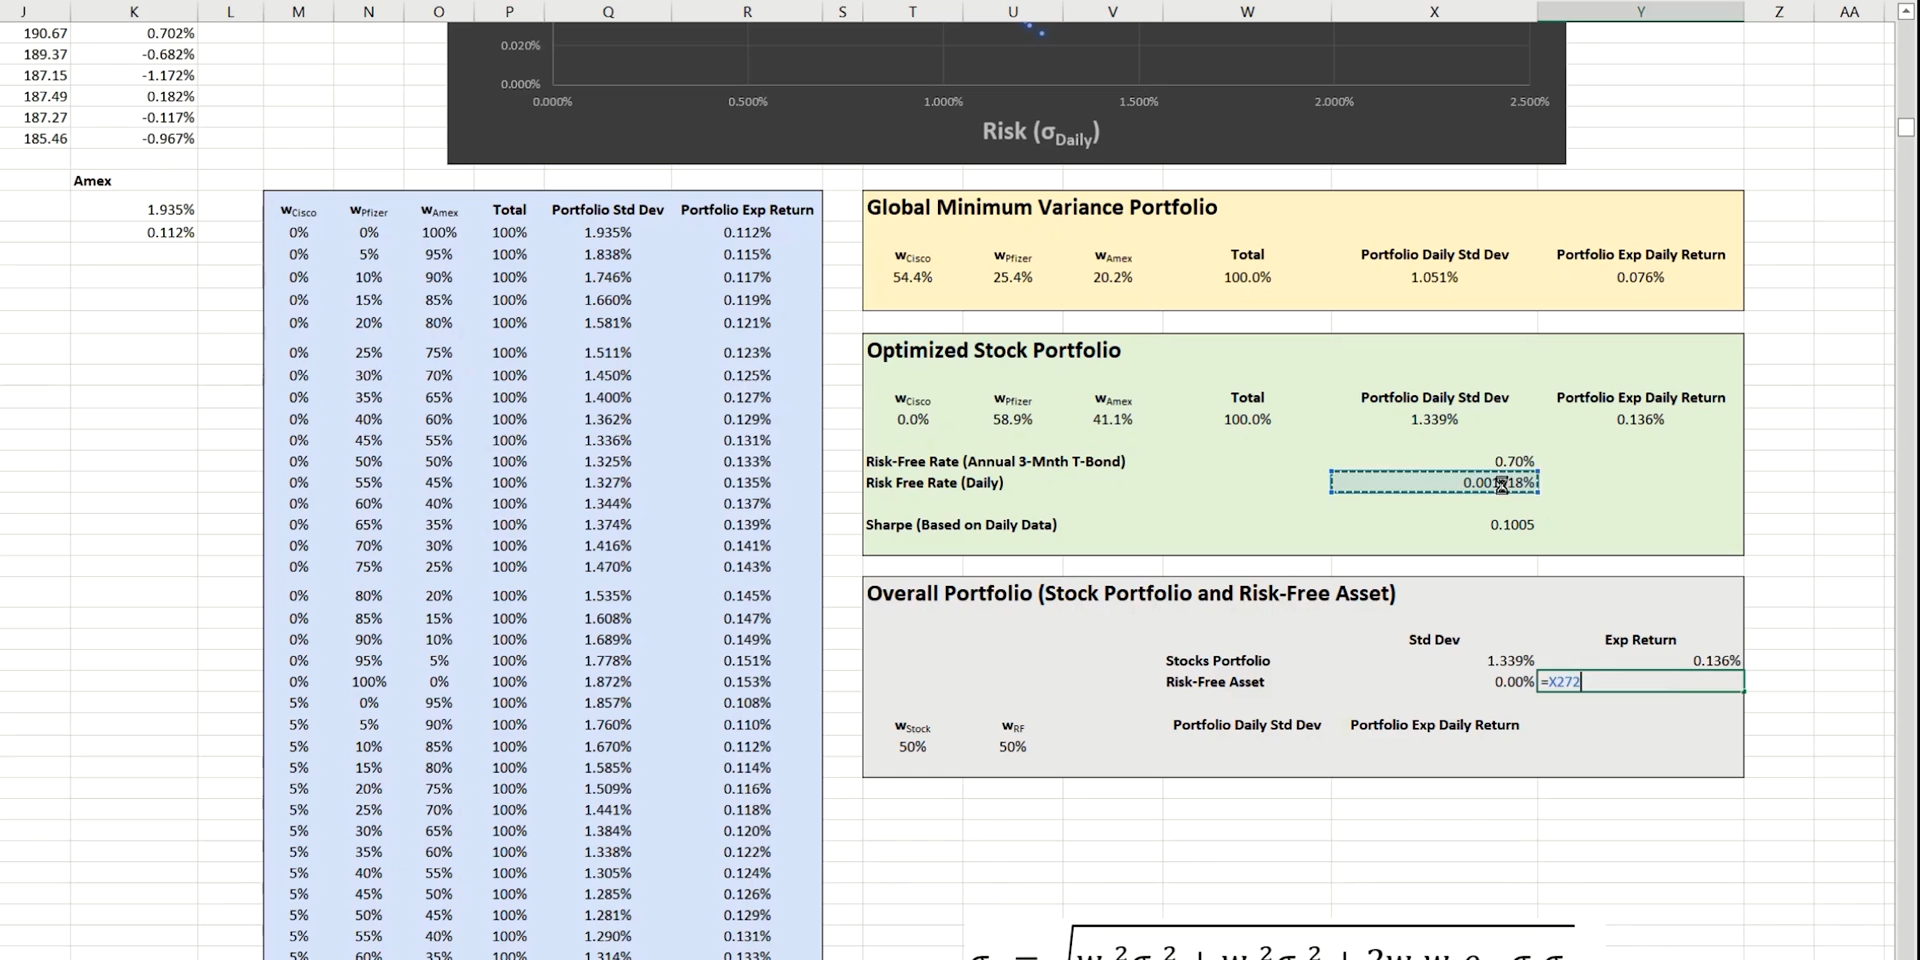 J K L M N O P Q R S T U V W X Y Z AA
190.67 0.702%
189.37 -0.682%
187.15 -1.172%
187.49 0.182%
187.27 -0.117%
185.46 -0.967%
0.020%
0.000%
0.000% 0.500% 1.000% 1.500% 2.000% 2.500%
Risk (σDaily)
Amex
1.935%
0.112%
wCisco wPfizer wAmex Total Portfolio Std Dev Portfolio Exp Return
0% 0% 100% 100% 1.935% 0.112%
0% 5% 95% 100% 1.838% 0.115%
0% 10% 90% 100% 1.746% 0.117%
0% 15% 85% 100% 1.660% 0.119%
0% 20% 80% 100% 1.581% 0.121%
0% 25% 75% 100% 1.511% 0.123%
0% 30% 70% 100% 1.450% 0.125%
0% 35% 65% 100% 1.400% 0.127%
0% 40% 60% 100% 1.362% 0.129%
0% 45% 55% 100% 1.336% 0.131%
0% 50% 50% 100% 1.325% 0.133%
0% 55% 45% 100% 1.327% 0.135%
0% 60% 40% 100% 1.344% 0.137%
0% 65% 35% 100% 1.374% 0.139%
0% 70% 30% 100% 1.416% 0.141%
0% 75% 25% 100% 1.470% 0.143%
0% 80% 20% 100% 1.535% 0.145%
0% 85% 15% 100% 1.608% 0.147%
0% 90% 10% 100% 1.689% 0.149%
0% 95% 5% 100% 1.778% 0.151%
0% 100% 0% 100% 1.872% 0.153%
5% 0% 95% 100% 1.857% 0.108%
5% 5% 90% 100% 1.760% 0.110%
5% 10% 85% 100% 1.670% 0.112%
5% 15% 80% 100% 1.585% 0.114%
5% 20% 75% 100% 1.509% 0.116%
5% 25% 70% 100% 1.441% 0.118%
5% 30% 65% 100% 1.384% 0.120%
5% 35% 60% 100% 1.338% 0.122%
5% 40% 55% 100% 1.305% 0.124%
5% 45% 50% 100% 1.285% 0.126%
5% 50% 45% 100% 1.281% 0.129%
5% 55% 40% 100% 1.290% 0.131%
5% 60% 35% 100% 1.314% 0.133%
Global Minimum Variance Portfolio
wCisco wPfizer wAmex Total Portfolio Daily Std Dev Portfolio Exp Daily Return
54.4% 25.4% 20.2% 100.0% 1.051% 0.076%
Optimized Stock Portfolio
wCisco wPfizer wAmex Total Portfolio Daily Std Dev Portfolio Exp Daily Return
0.0% 58.9% 41.1% 100.0% 1.339% 0.136%
Risk-Free Rate (Annual 3-Mnth T-Bond) 0.70%
Risk Free Rate (Daily)
Sharpe (Based on Daily Data) 0.1005
Overall Portfolio (Stock Portfolio and Risk-Free Asset)
Std Dev Exp Return
Stocks Portfolio 1.339% 0.136%
Risk-Free Asset 0.00% =X272
wStock wRF Portfolio Daily Std Dev Portfolio Exp Daily Return
50% 50%